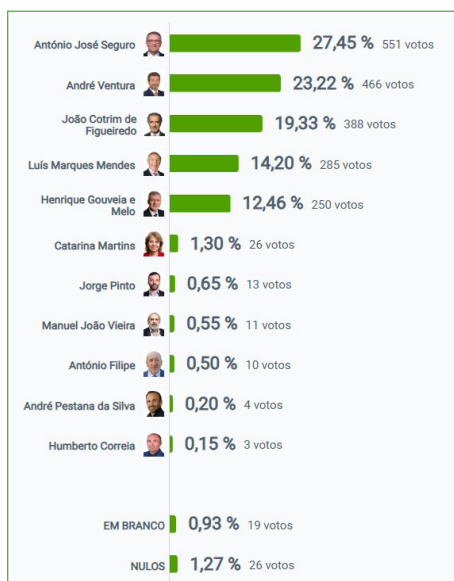 António José Seguro 27,45 % 551 votos
André Ventura 23,22 % 466 votos
João Cotrim de
Figueiredo 19,33 % 388 votos
Luís Marques Mendes 14,20 % 285 votos
Henrique Gouveia e
Melo 12,46 % 250 votos
Catarina Martins 1,30 % 26 votos
Jorge Pinto 0,65 % 13 votos
Manuel João Vieira 0,55 % 11 votos
António Filipe 0,50 % 10 votos
André Pestana da Silva 0,20 % 4 votos
Humberto Correia 0,15 % 3 votos
EM BRANCO 0,93 % 19 votos
NULOS 1,27 % 26 votos